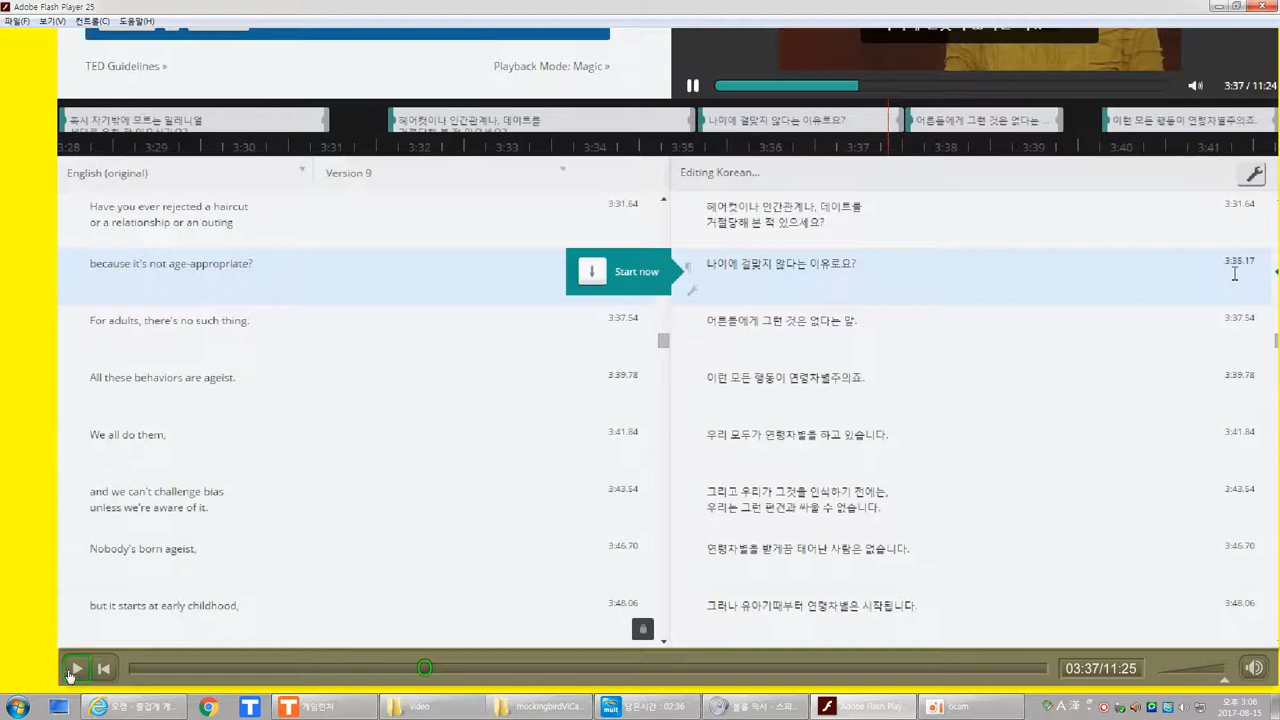 Adobe Flash Player 25
파일(F) 보기(V) 컨트롤(C) 도움말(H)
TED Guidelines »
Playback Mode: Magic »
3:37 / 11:24
혹시 자기밖에 모르는 밀레니얼
헤어컷이나 인간관계나, 데이트를
거절당해 본 적 있으세요?
나이에 걸맞지 않다는 이유로요?
어른들에게 그런 것은 없다는 ...
이런 모든 행동이 연령차별주의죠.
3:28 3:30 3:31 3:32 3:33 3:34 3:35 3:36 3:37 3:38 3:39 3:40 3:41
English (original)
Version 9
Editing Korean...
Have you ever rejected a haircut
or a relationship or an outing
3:31.64
헤어컷이나 인간관계나, 데이트를
거절당해 본 적 있으세요?
3:31.64
because it's not age-appropriate?
Start now
나이에 걸맞지 않다는 이유로요?
3:35.17
For adults, there's no such thing.
3:37.54
어른들에게 그런 것은 없다는 말.
3:37.54
All these behaviors are ageist.
3:39.78
이런 모든 행동이 연령차별주의죠.
3:39.78
We all do them,
3:41.84
우리 모두가 연령차별을 하고 있습니다.
3:41.84
and we can't challenge bias
unless we're aware of it.
3:43.54
그리고 우리가 그것을 인식하기 전에는,
우리는 그런 편견과 싸울 수 없습니다.
3:43.54
Nobody's born ageist,
3:46.70
연령차별을 받게끔 태어난 사람은 없습니다.
3:46.70
but it starts at early childhood,
3:48.06
그러나 유아기때부터 연령차별은 시작됩니다.
3:48.06
03:37/11:25
게임런처
video
mockingbirdViCa...
mult
남은시간 : 02:36
Adobe Flash Play...
ocam
A 漢
오후 3:06
2017-08-15